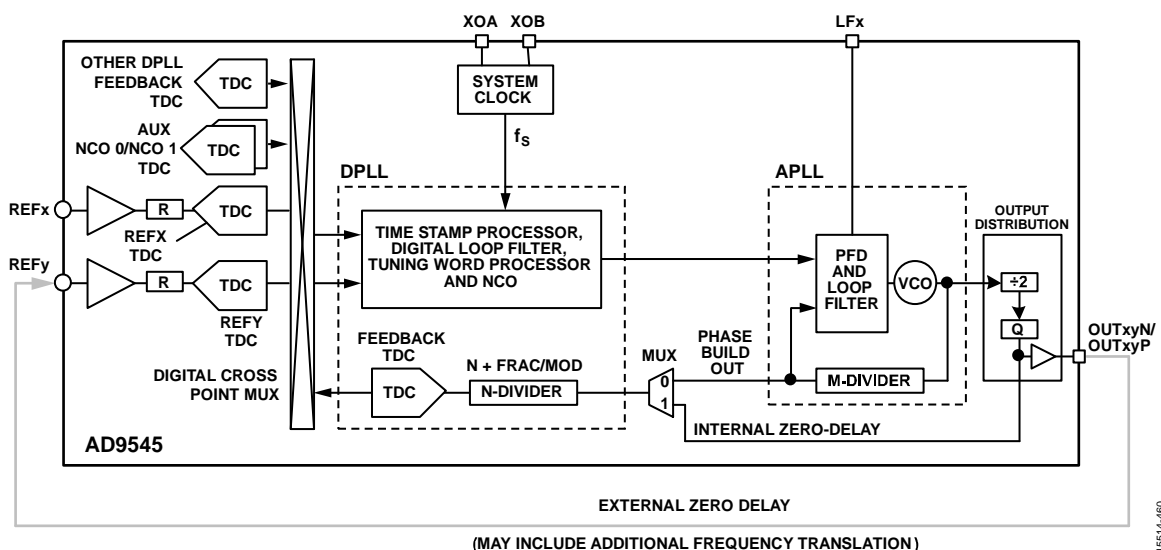 XOA XOB LFx
OTHER DPLL
FEEDBACK
TDC
TDC
AUX
NCO 0/NCO 1
TDC
TDC
SYSTEM
CLOCK
fS
REFx
R
TDC
REFX
TDC
REFy
R
TDC
REFY
TDC
DIGITAL CROSS
POINT MUX
DPLL
TIME STAMP PROCESSOR,
DIGITAL LOOP FILTER,
TUNING WORD PROCESSOR
AND NCO
FEEDBACK
TDC
TDC
N + FRAC/MOD
N-DIVIDER
MUX
0
1
PHASE
BUILD
OUT
APLL
PFD
AND
LOOP
FILTER
VCO
M-DIVIDER
INTERNAL ZERO-DELAY
OUTPUT
DISTRIBUTION
÷2
Q
OUTxyN/
OUTxyP
AD9545
EXTERNAL ZERO DELAY
(MAY INCLUDE ADDITIONAL FREQUENCY TRANSLATION)
15514-460